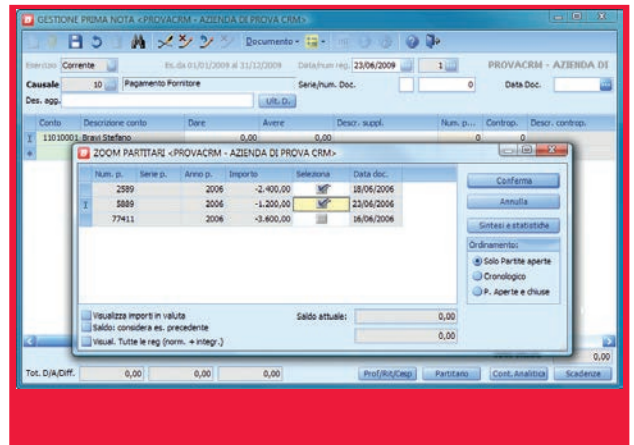 GESTIONE PRIMA NOTA <PROVACRM - AZIENDA DI PROVA CRM>
Documento
Esercizio Corrente Es. da 01/01/2009 al 31/12/2009 Data/num reg. 23/06/2009 1 PROVACRM - AZIENDA DI
Causale 10 Pagamento Fornitore Serie/num. Doc. 0 Data Doc.
Des. agg. Ult. D.
Conto Descrizione conto Dare Avere Descr. suppl. Num. p... Controp. Descr. controp.
11010001 Bravi Stefano 0,00 0,00 0 0
ZOOM PARTITARI <PROVACRM - AZIENDA DI PROVA CRM>
Num. p. Serie p. Anno p. Importo Seleziona Data doc.
2589 2006 -2.400,00 18/06/2006
5889 2006 -1.200,00 23/06/2006
77411 2006 -3.600,00 16/06/2006
Conferma
Annulla
Sintesi e statistiche
Ordinamento:
Solo Partite aperte
Cronologico
P. Aperte e chiuse
Visualizza importi in valuta Saldo attuale: 0,00
Saldo: considera es. precedente
Visual. Tutte le reg (norm. + integr.) 0,00
0,00
Tot. D/A/Diff. 0,00 0,00 0,00 Prof/Rit/Cesp Partitario Cont. Analitica Scadenze